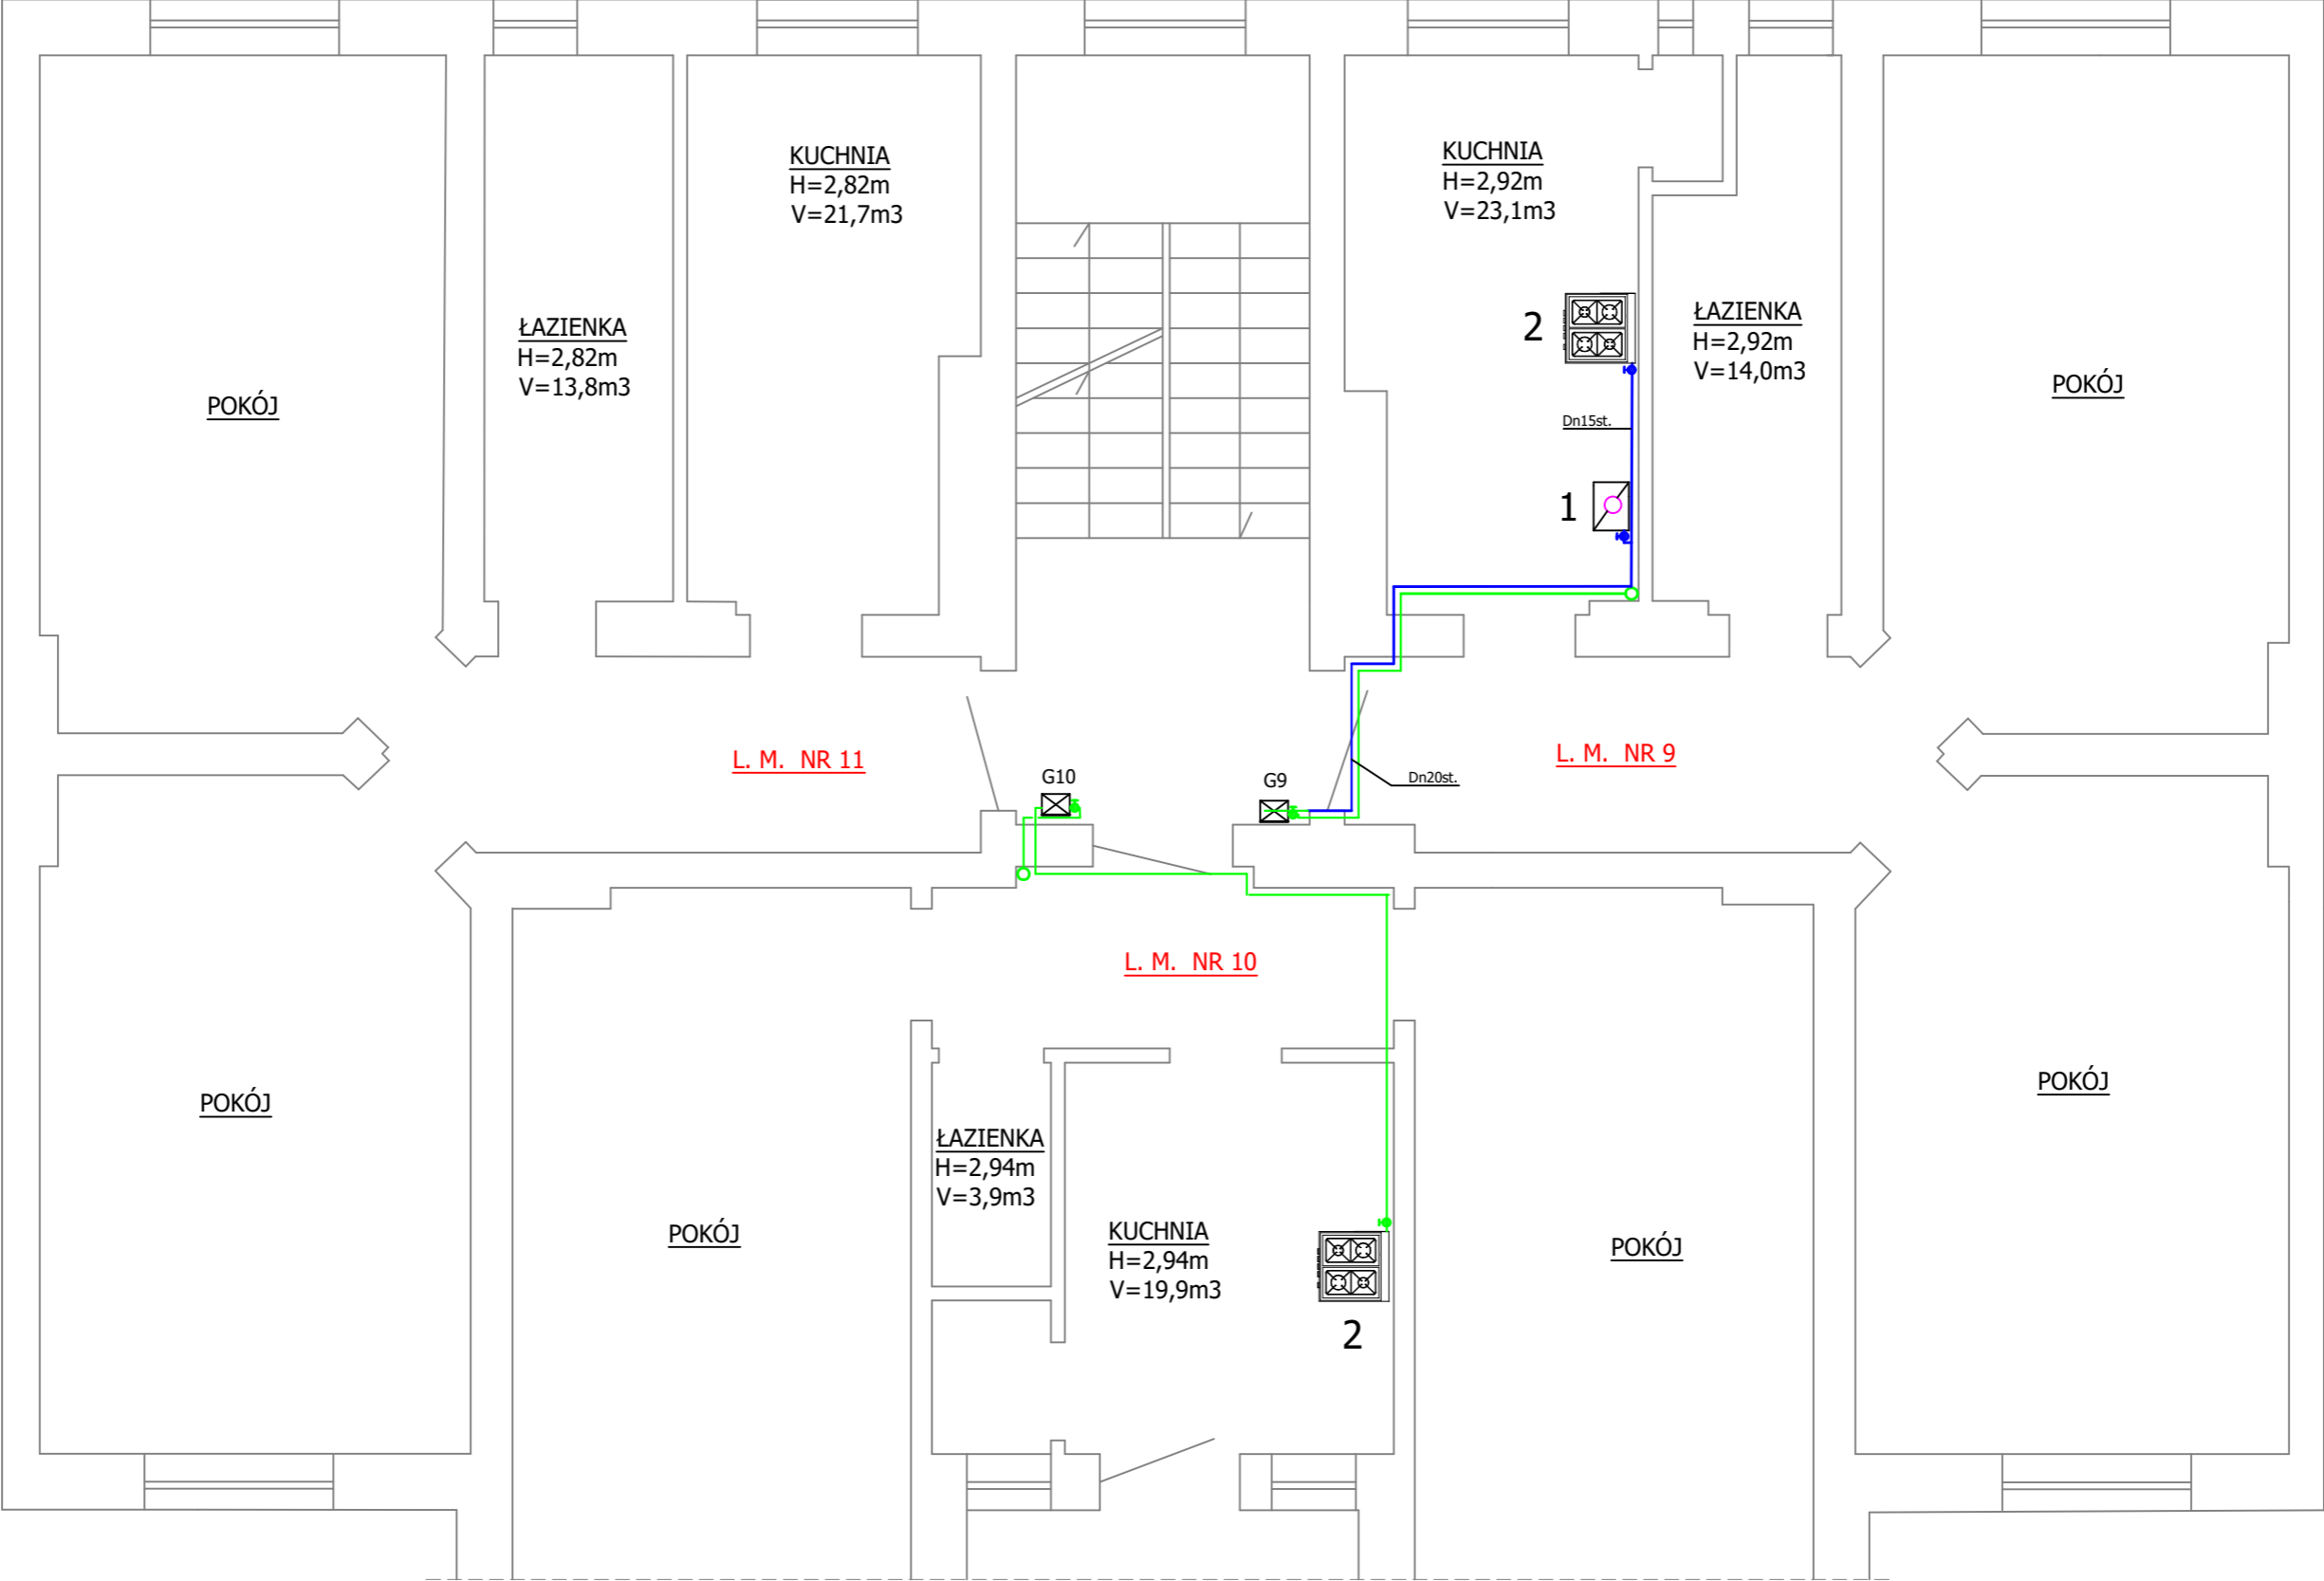 KUCHNIA
H=2,82m
V=21,7m3
KUCHNIA
H=2,92m
V=23,1m3
ŁAZIENKA
H=2,82m
V=13,8m3
2
ŁAZIENKA
H=2,92m
V=14,0m3
POKÓJ
POKÓJ
Dn15st.
1
L. M. NR 11
L. M. NR 9
G10
G9
Dn20st.
L. M. NR 10
POKÓJ
POKÓJ
ŁAZIENKA
H=2,94m
V=3,9m3
POKÓJ
KUCHNIA
H=2,94m
V=19,9m3
POKÓJ
2